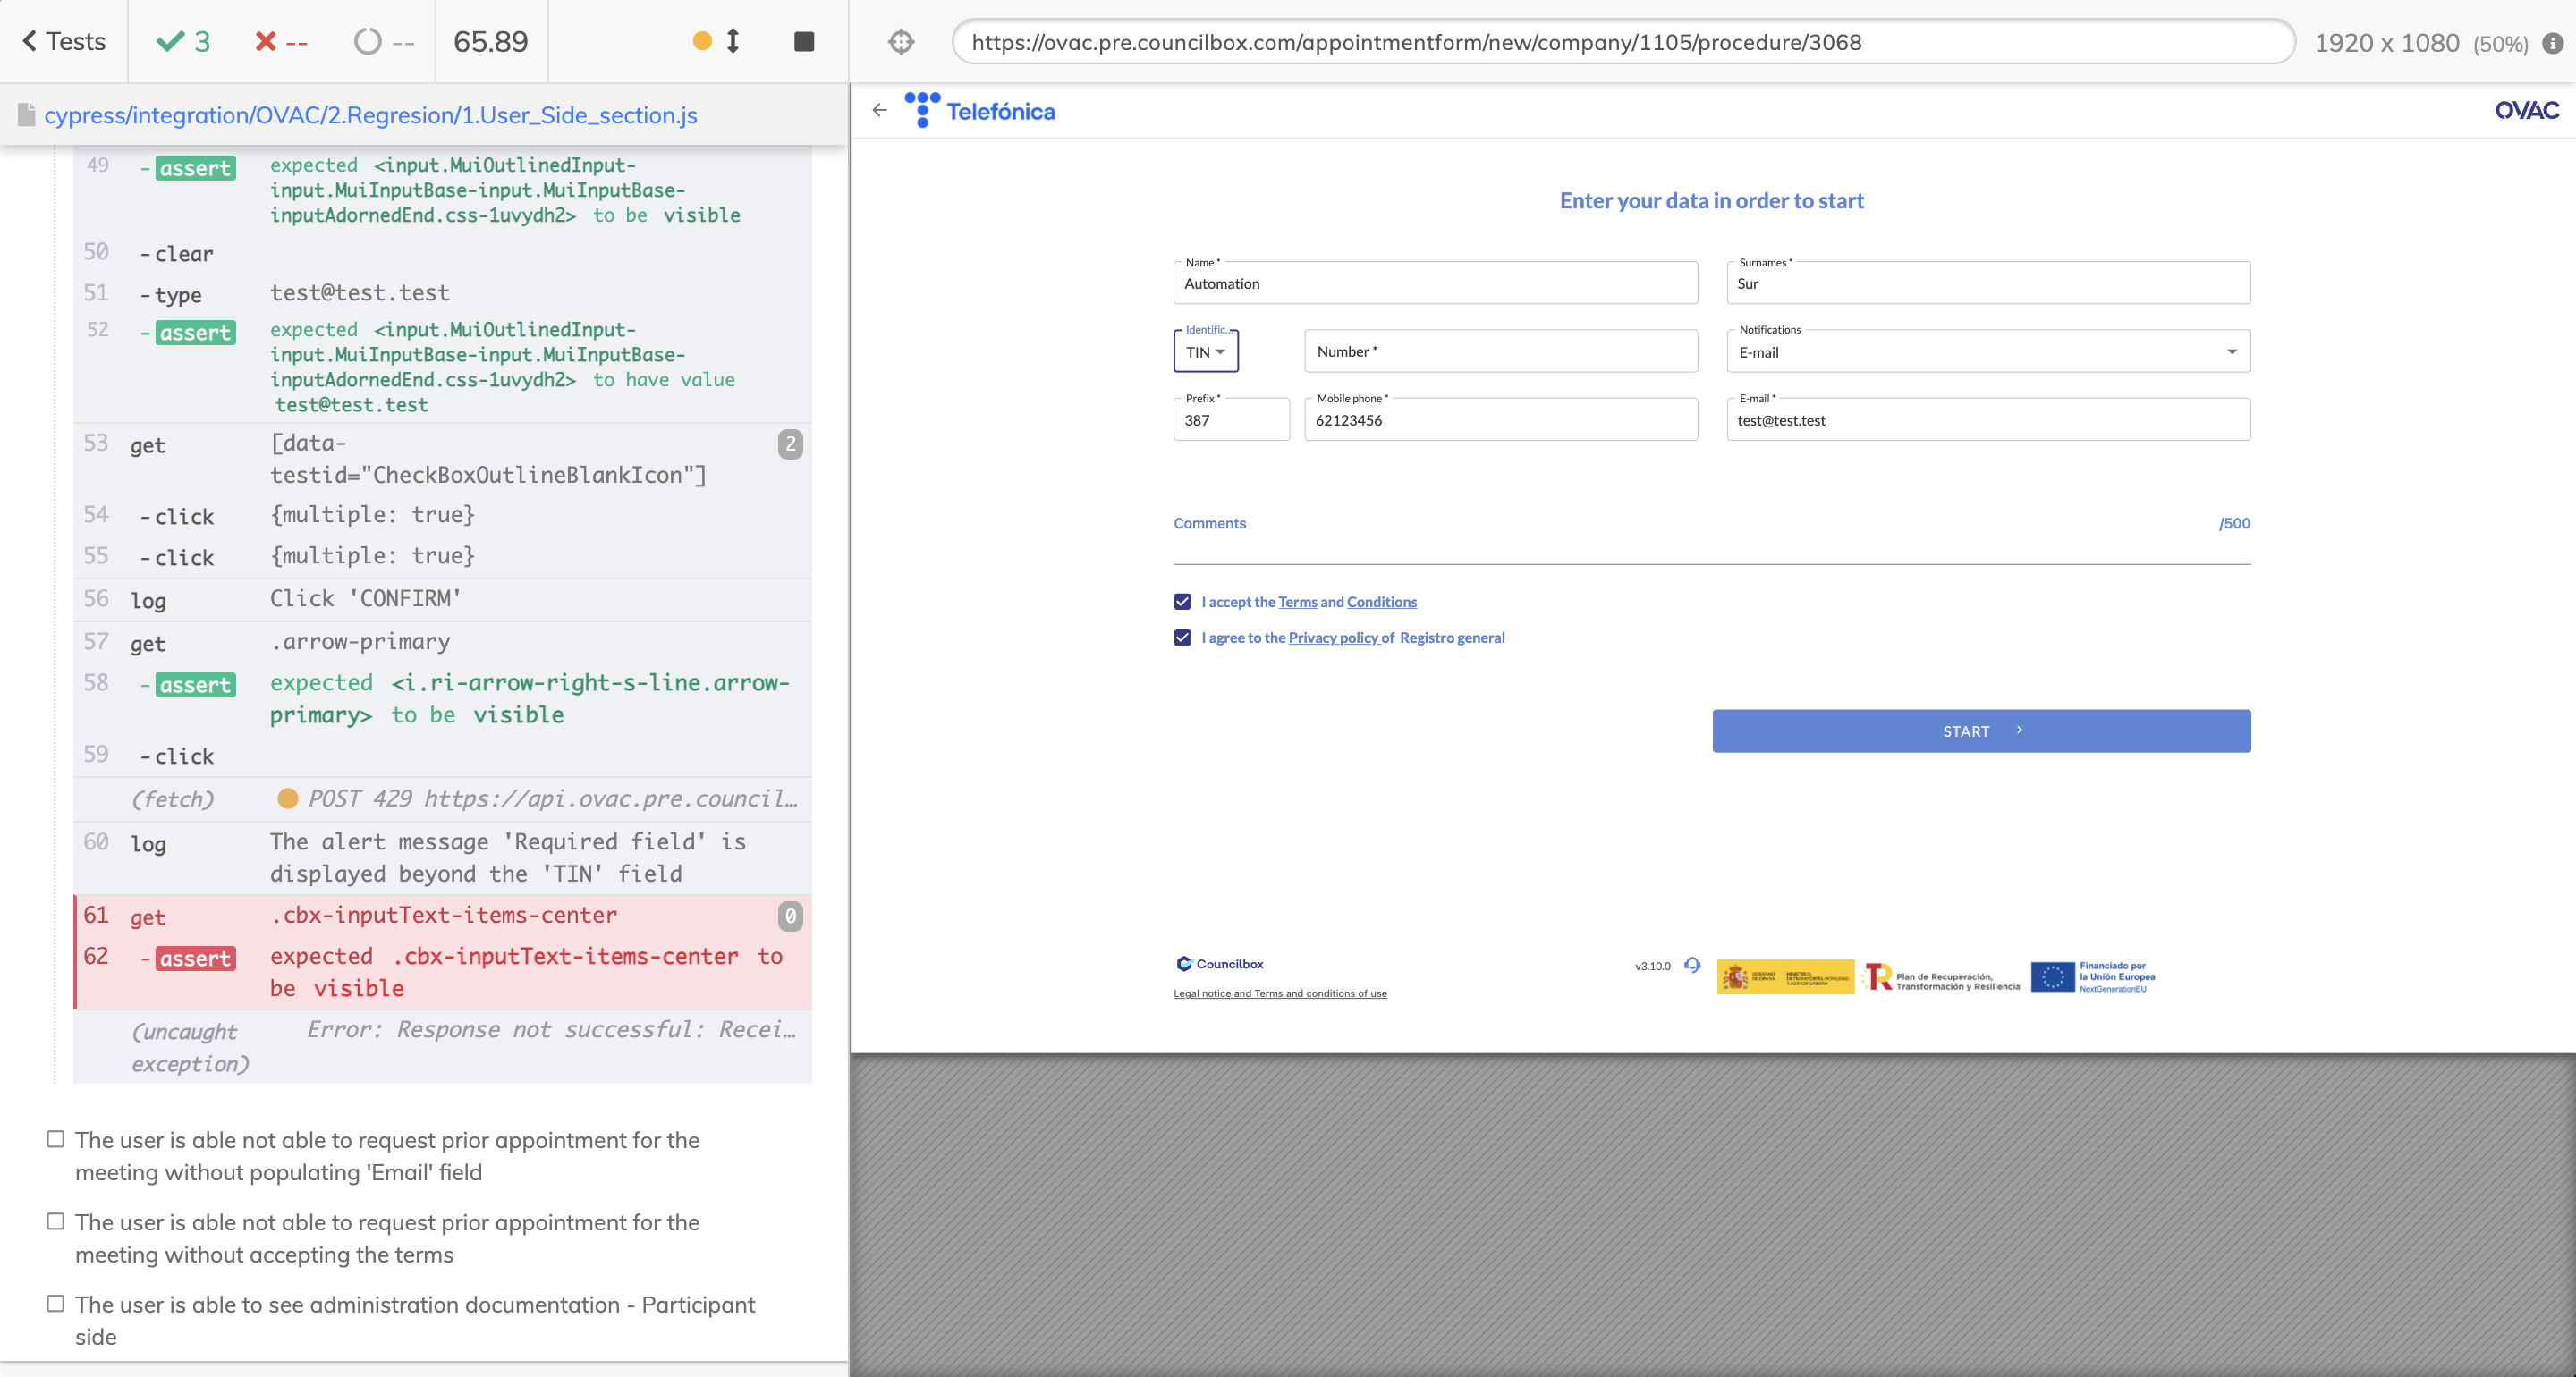 Tests
3
--
--
65.89
https://ovac.pre.councilbox.com/appointmentform/new/company/1105/procedure/3068
1920 x 1080 (50%)
cypress/integration/OVAC/2.Regresion/1.User_Side_section.js
49 -assert expected <input.MuiOutlinedInput-
input.MuiInputBase-input.MuiInputBase-
inputAdornedEnd.css-1uvydh2> to be visible
50 -clear
51 -type test@test.test
52 -assert expected <input.MuiOutlinedInput-
input.MuiInputBase-input.MuiInputBase-
inputAdornedEnd.css-1uvydh2> to have value
test@test.test
53 get [data-
testid="CheckBoxOutlineBlankIcon"] 2
54 -click {multiple: true}
55 -click {multiple: true}
56 log Click 'CONFIRM'
57 get .arrow-primary
58 -assert expected <i.ri-arrow-right-s-line.arrow-
primary> to be visible
59 -click
(fetch) POST 429 https://api.ovac.pre.council…
60 log The alert message 'Required field' is
displayed beyond the 'TIN' field
61 get .cbx-inputText-items-center 0
62 -assert expected .cbx-inputText-items-center to
be visible
(uncaught exception) Error: Response not successful: Recei…
The user is able not able to request prior appointment for the
meeting without populating 'Email' field
The user is able not able to request prior appointment for the
meeting without accepting the terms
The user is able to see administration documentation - Participant
side
Telefónica
OVAC
Enter your data in order to start
Name *
Automation
Surnames *
Sur
Identific...
TIN
Number *
Notifications
E-mail
Prefix *
387
Mobile phone *
62123456
E-mail *
test@test.test
Comments
/500
I accept the Terms and Conditions
I agree to the Privacy policy of Registro general
START
Councilbox
Legal notice and Terms and conditions of use
v3.10.0
Plan de Recuperación,
Transformación y Resiliencia
Financiado por
la Unión Europea
NextGenerationEU